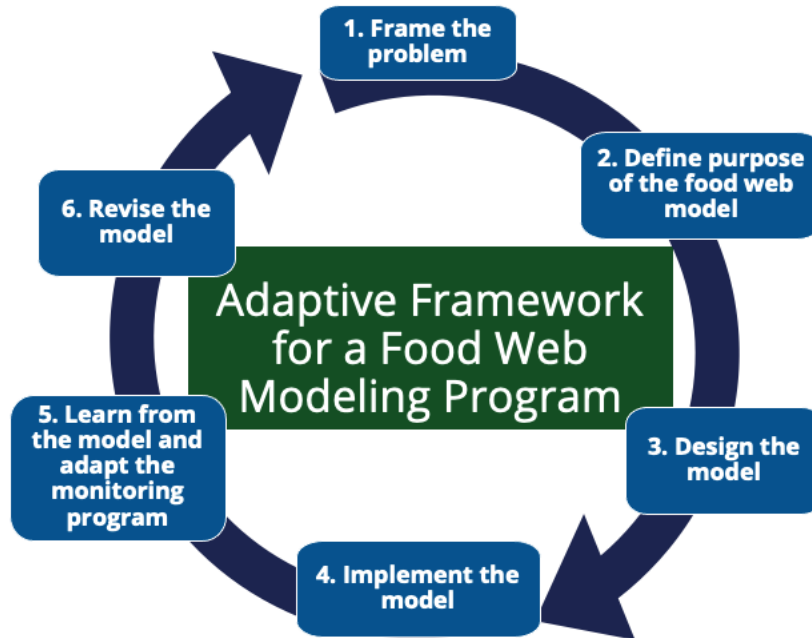 1. Frame the
problem
2. Define purpose
of the food web
model
3. Design the
model
4. Implement the
model
5. Learn from
the model and
adapt the
monitoring
program
6. Revise the
model
Adaptive Framework
for a Food Web
Modeling Program